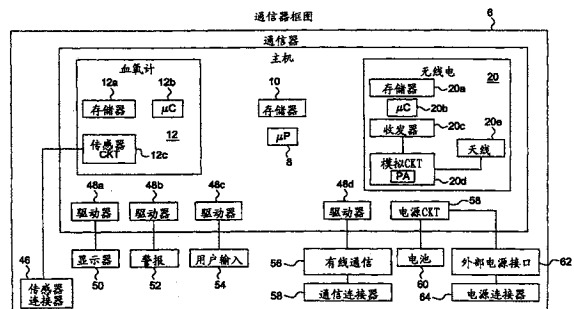 通信器框图
6
通信器
主机
血氧计
12a
12b
存储器
μC
传感器
CKT
12
12c
10
存储器
μP
8
无线电
20
存储器
20a
μC
20b
收发器
20c
20e
天线
模拟CKT
PA
20d
48a
48b
48c
48d
58
驱动器
驱动器
驱动器
驱动器
电源CKT
46
传感器
连接器
显示器
50
警报
52
用户输入
54
56
有线通信
58
通信连接器
电池
60
外部电源接口
62
64
电源连接器